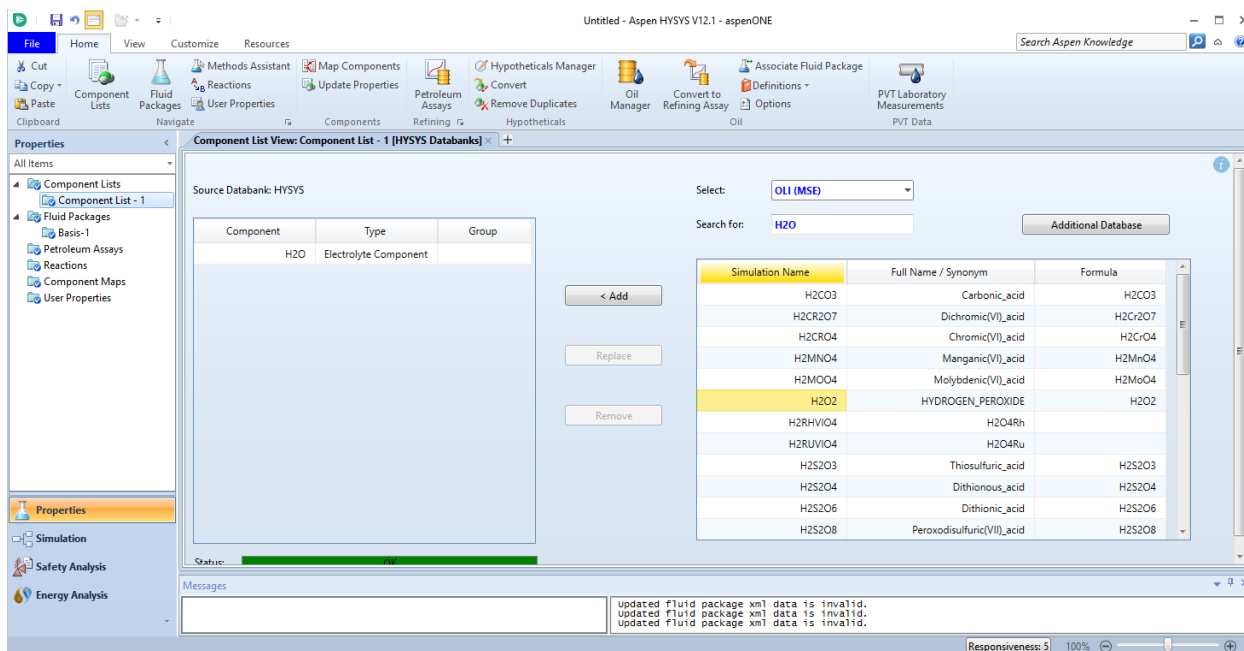 Untitled - Aspen HYSYS V12.1 - aspenONE
File Home View Customize Resources Search Aspen Knowledge
Cut
Copy
Paste
Clipboard
Component Lists
Fluid Packages
Methods Assistant
Reactions
User Properties
Navigate
Map Components
Update Properties
Components
Petroleum Assays
Refining
Hypotheticals Manager
Convert
Remove Duplicates
Hypotheticals
Oil Manager
Convert to Refining Assay
Associate Fluid Package
Definitions
Options
Oil
PVT Laboratory Measurements
PVT Data
Properties
All Items
Component Lists
Component List - 1
Fluid Packages
Basis-1
Petroleum Assays
Reactions
Component Maps
User Properties
Properties
Simulation
Safety Analysis
Energy Analysis
Component List View: Component List - 1 [HYSYS Databanks] +
Source Databank: HYSYS
Component Type Group
H2O Electrolyte Component
< Add
Replace
Remove
Select: OLI (MSE)
Search for: H2O Additional Database
Simulation Name Full Name / Synonym Formula
H2CO3 Carbonic_acid H2CO3
H2CR2O7 Dichromic(VI)_acid H2Cr2O7
H2CRO4 Chromic(VI)_acid H2CrO4
H2MNO4 Manganic(VI)_acid H2MnO4
H2MOO4 Molybdenic(VI)_acid H2MoO4
H2O2 HYDROGEN_PEROXIDE H2O2
H2RHVIO4 H2O4Rh
H2RUVIO4 H2O4Ru
H2S2O3 Thiosulfuric_acid H2S2O3
H2S2O4 Dithionous_acid H2S2O4
H2S2O6 Dithionic_acid H2S2O6
H2S2O8 Peroxodisulfuric(VII)_acid H2S2O8
Status: OK
Messages
Updated fluid package xml data is invalid.
Updated fluid package xml data is invalid.
Updated fluid package xml data is invalid.
Responsiveness: 5 100%